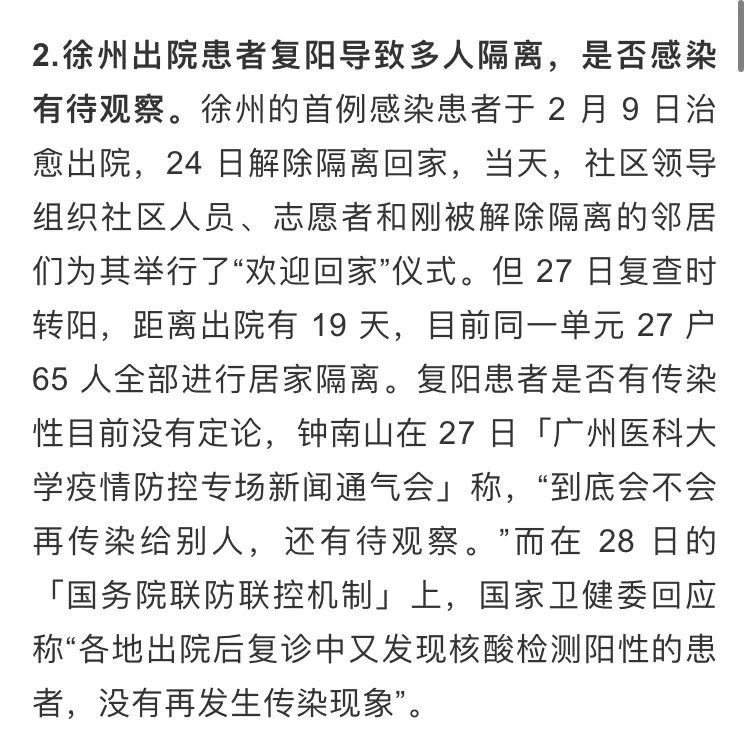 2.徐州出院患者复阳导致多人隔离，是否感染
有待观察。徐州的首例感染患者于 2 月 9 日治
愈出院，24 日解除隔离回家，当天，社区领导
组织社区人员、志愿者和刚被解除隔离的邻居
们为其举行了“欢迎回家”仪式。但 27 日复查时
转阳，距离出院有 19 天，目前同一单元 27 户
65 人全部进行居家隔离。复阳患者是否有传染
性目前没有定论，钟南山在 27 日「广州医科大
学疫情防控专场新闻通气会」称，“到底会不会
再传染给别人，还有待观察。”而在 28 日的
「国务院联防联控机制」上，国家卫健委回应
称“各地出院后复诊中又发现核酸检测阳性的患
者，没有再发生传染现象”。